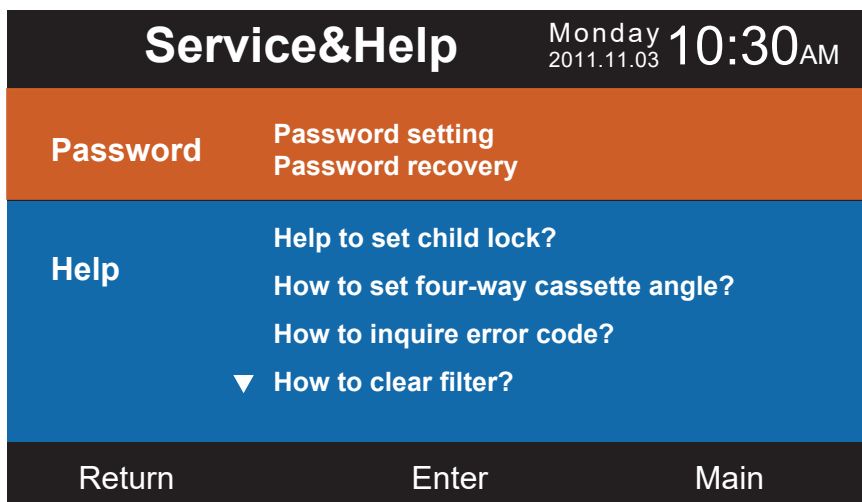 Service&Help
Monday
2011.11.03
10:30AM
Password
Password setting
Password recovery
Help
Help to set child lock?
How to set four-way cassette angle?
How to inquire error code?
How to clear filter?
Return Enter Main